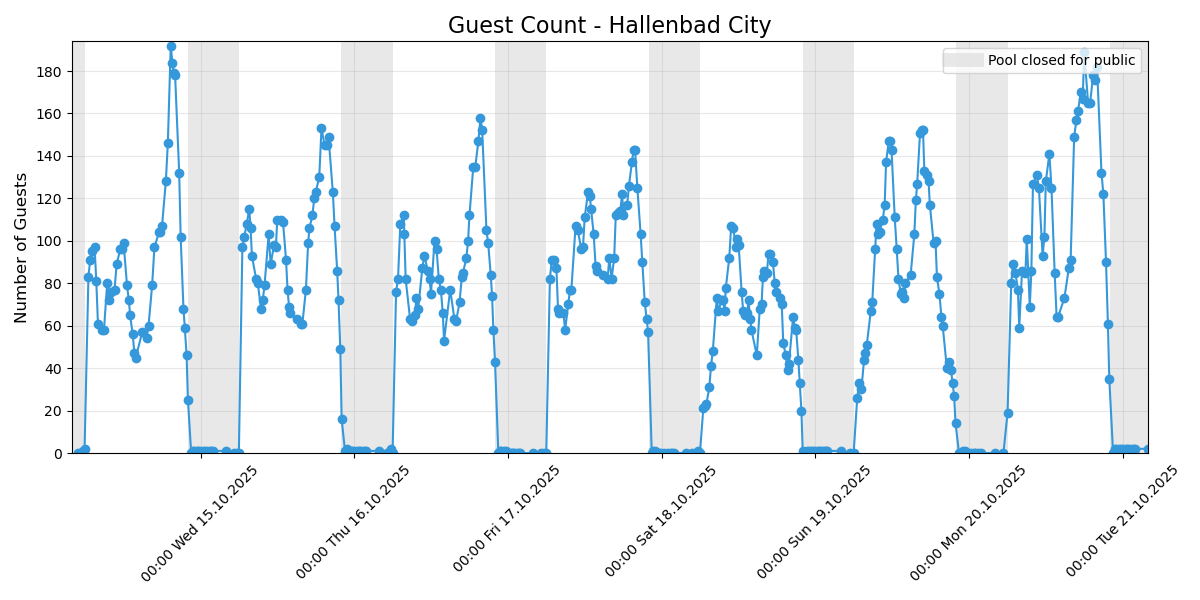 Guest Count - Hallenbad City
Pool closed for public
Number of Guests
180
160
140
120
100
80
60
40
20
0
00:00 Wed 15.10.2025
00:00 Thu 16.10.2025
00:00 Fri 17.10.2025
00:00 Sat 18.10.2025
00:00 Sun 19.10.2025
00:00 Mon 20.10.2025
00:00 Tue 21.10.2025